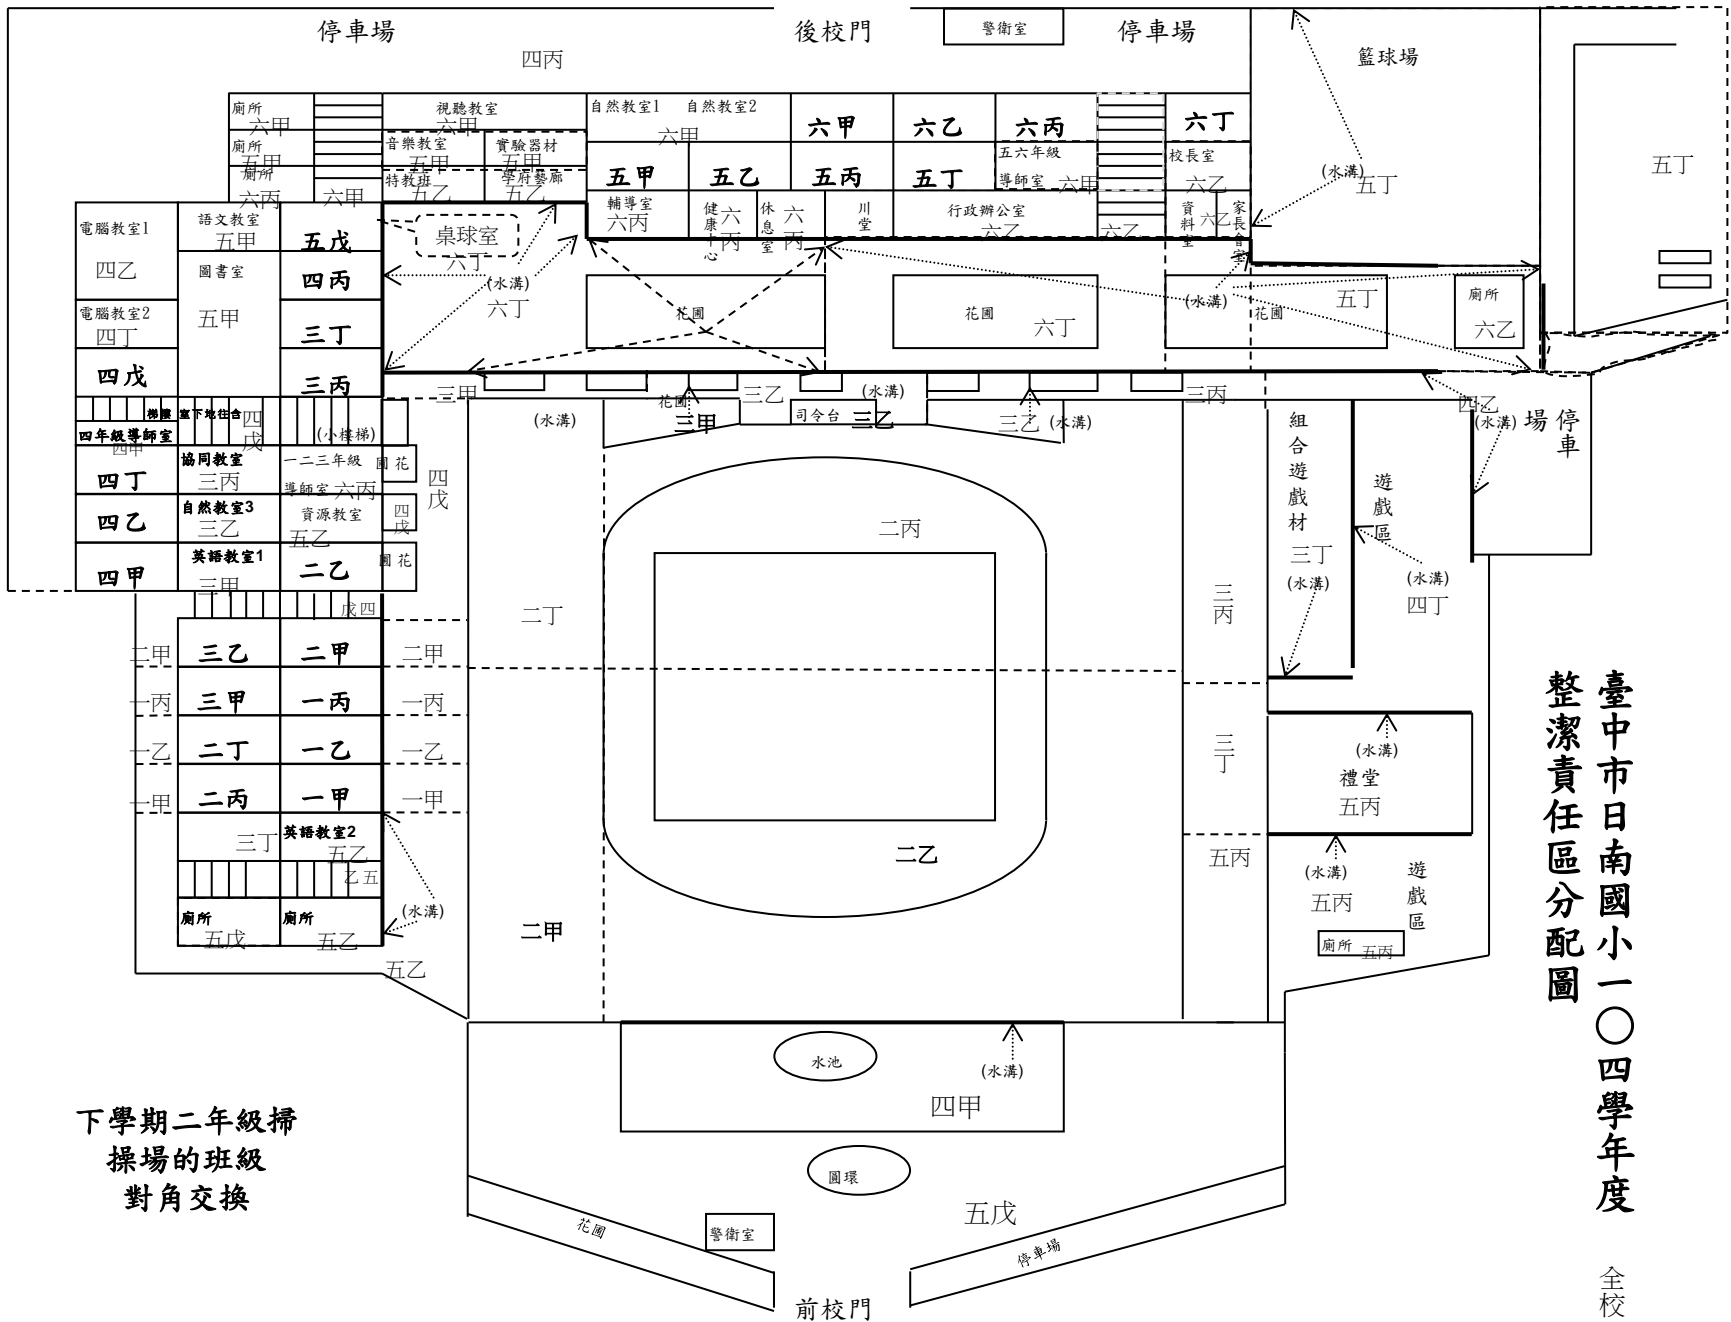 停車場
後校門
警衛室
停車場
四丙
籃球場
廁所
六甲
視聽教室
六甲
自然教室1
自然教室2
六甲
六甲
六乙
六丙
六丁
廁所
五甲
音樂教室
五甲
實驗器材
五甲
五甲
五乙
五丙
五丁
五六年級
導師室
六甲
校長室
六乙
(水溝)
五丁
五丁
廁所
六丙
六甲
特教班
五乙
學府藝廊
五乙
輔導室
六丙
健康中心
六丙
休息室
六丙
川堂
行政辦公室
六乙
六乙
資料室
六乙
家長會室
電腦教室1
四乙
語文教室
五甲
五戊
桌球室
六丁
圖書室
五甲
四丙
(水溝)
六丁
花圃
花圃
六丁
(水溝)
花圃
五丁
廁所
六乙
電腦教室2
四丁
三丁
四戊
三丙
三甲
花圃
三甲
三乙
(水溝)
三乙
三丙
四乙
(水溝)
停車場
樓梯
含往地下室
四戊
(小樓梯)
(水溝)
司令台
三乙
(水溝)
四年級導師室
四甲
四丁
協同教室
三丙
一二三年級
導師室
六丙
花圃
四戊
組合遊戲材
三丁
(水溝)
遊戲區
(水溝)
四丁
四乙
自然教室3
三乙
資源教室
五乙
四戊
二丙
四甲
英語教室1
三甲
二乙
花圃
四戊
二丁
三丙
二甲
三乙
二甲
二甲
一丙
三甲
一丙
一丙
一乙
二丁
一乙
一乙
三丁
(水溝)
禮堂
五丙
一甲
二丙
一甲
一甲
三丁
英語教室2
五乙
二乙
五丙
(水溝)
遊戲區
五丙
五乙
廁所
五戊
廁所
五乙
(水溝)
二甲
廁所
五丙
五乙
臺中市日南國小一〇四學年度
整潔責任區分配圖
水池
(水溝)
四甲
下學期二年級掃
操場的班級
對角交換
圓環
五戊
花圃
警衛室
停車場
前校門
全校